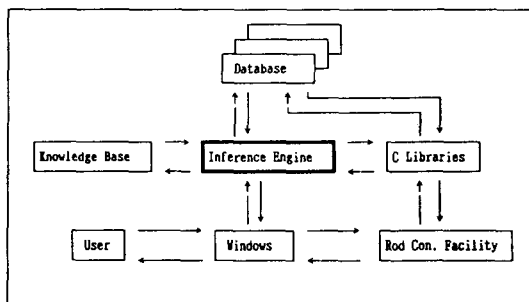 Database
Knowledge Base
Inference Engine
C Libraries
User
Windows
Rod Con. Facility